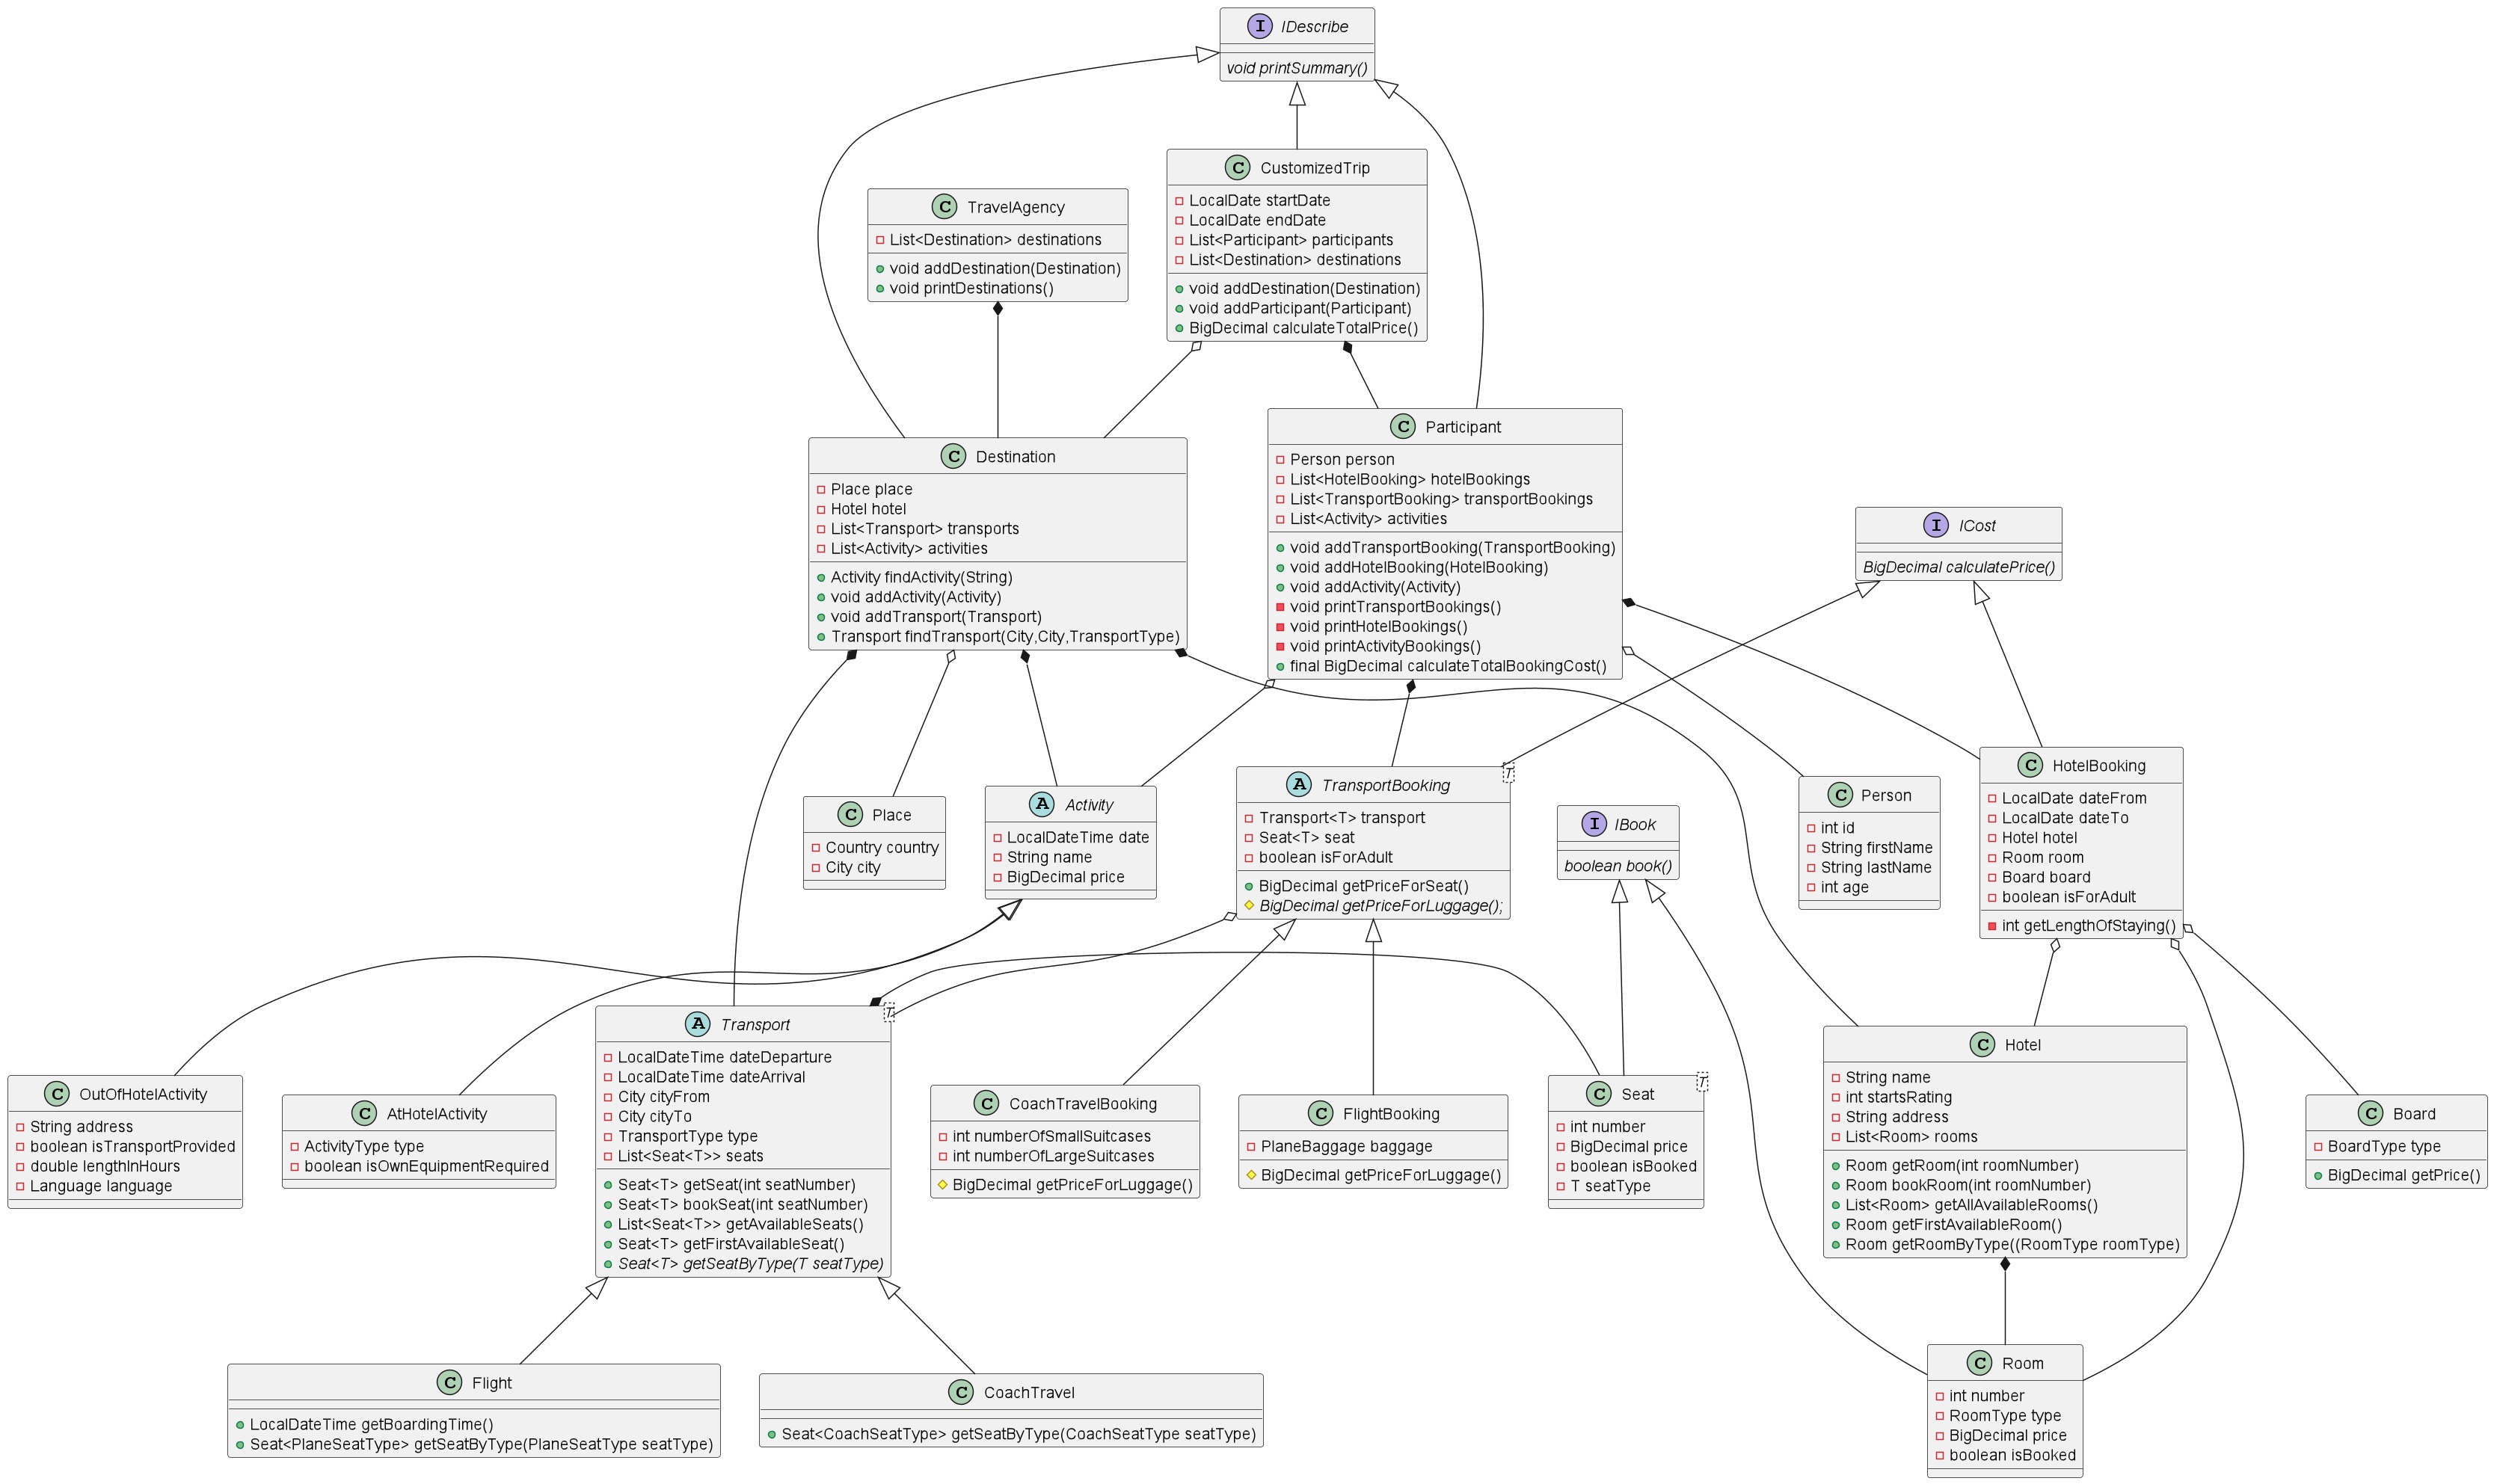 I IDescribe
void printSummary()
C CustomizedTrip
LocalDate startDate
LocalDate endDate
List<Participant> participants
List<Destination> destinations
void addDestination(Destination)
void addParticipant(Participant)
BigDecimal calculateTotalPrice()
C TravelAgency
List<Destination> destinations
void addDestination(Destination)
void printDestinations()
C Destination
Place place
Hotel hotel
List<Transport> transports
List<Activity> activities
Activity findActivity(String)
void addActivity(Activity)
void addTransport(Transport)
Transport findTransport(City,City,TransportType)
C Participant
Person person
List<HotelBooking> hotelBookings
List<TransportBooking> transportBookings
List<Activity> activities
void addTransportBooking(TransportBooking)
void addHotelBooking(HotelBooking)
void addActivity(Activity)
void printTransportBookings()
void printHotelBookings()
void printActivityBookings()
final BigDecimal calculateTotalBookingCost()
I ICost
BigDecimal calculatePrice()
C Place
Country country
City city
A Activity
LocalDateTime date
String name
BigDecimal price
A TransportBooking
T
Transport<T> transport
Seat<T> seat
boolean isForAdult
BigDecimal getPriceForSeat()
BigDecimal getPriceForLuggage();
I IBook
boolean book()
C Person
int id
String firstName
String lastName
int age
C HotelBooking
LocalDate dateFrom
LocalDate dateTo
Hotel hotel
Room room
Board board
boolean isForAdult
int getLengthOfStaying()
C OutOfHotelActivity
String address
boolean isTransportProvided
double lengthInHours
Language language
C AtHotelActivity
ActivityType type
boolean isOwnEquipmentRequired
A Transport
T
LocalDateTime dateDeparture
LocalDateTime dateArrival
City cityFrom
City cityTo
TransportType type
List<Seat<T>> seats
Seat<T> getSeat(int seatNumber)
Seat<T> bookSeat(int seatNumber)
List<Seat<T>> getAvailableSeats()
Seat<T> getFirstAvailableSeat()
Seat<T> getSeatByType(T seatType)
C CoachTravelBooking
int numberOfSmallSuitcases
int numberOfLargeSuitcases
BigDecimal getPriceForLuggage()
C FlightBooking
PlaneBaggage baggage
BigDecimal getPriceForLuggage()
C Seat
T
int number
BigDecimal price
boolean isBooked
T seatType
C Hotel
String name
int startsRating
String address
List<Room> rooms
Room getRoom(int roomNumber)
Room bookRoom(int roomNumber)
List<Room> getAllAvailableRooms()
Room getFirstAvailableRoom()
Room getRoomByType((RoomType roomType)
C Board
BoardType type
BigDecimal getPrice()
C Flight
LocalDateTime getBoardingTime()
Seat<PlaneSeatType> getSeatByType(PlaneSeatType seatType)
C CoachTravel
Seat<CoachSeatType> getSeatByType(CoachSeatType seatType)
C Room
int number
RoomType type
BigDecimal price
boolean isBooked